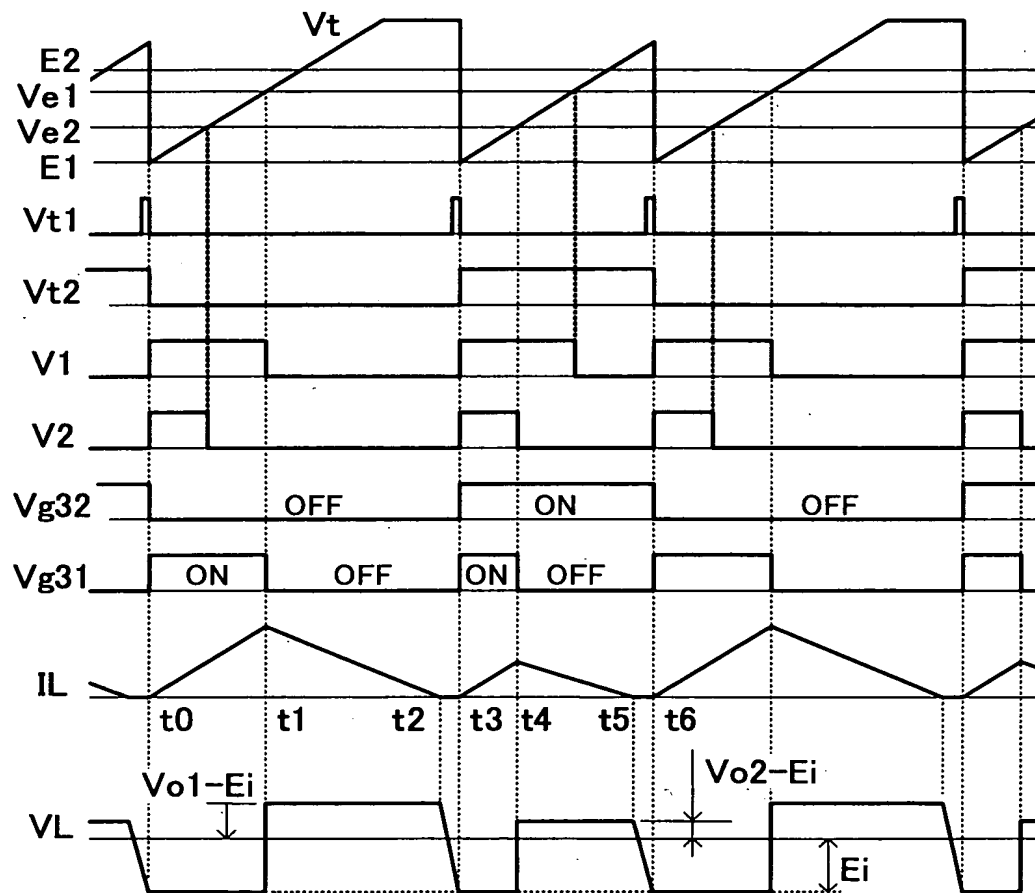 Vt
E2
Ve1
Ve2
E1
Vt1
Vt2
V1
V2
Vg32 OFF ON OFF
Vg31 ON OFF ON OFF
IL
t0 t1 t2 t3 t4 t5 t6
Vo1-Ei Vo2-Ei
VL
Ei